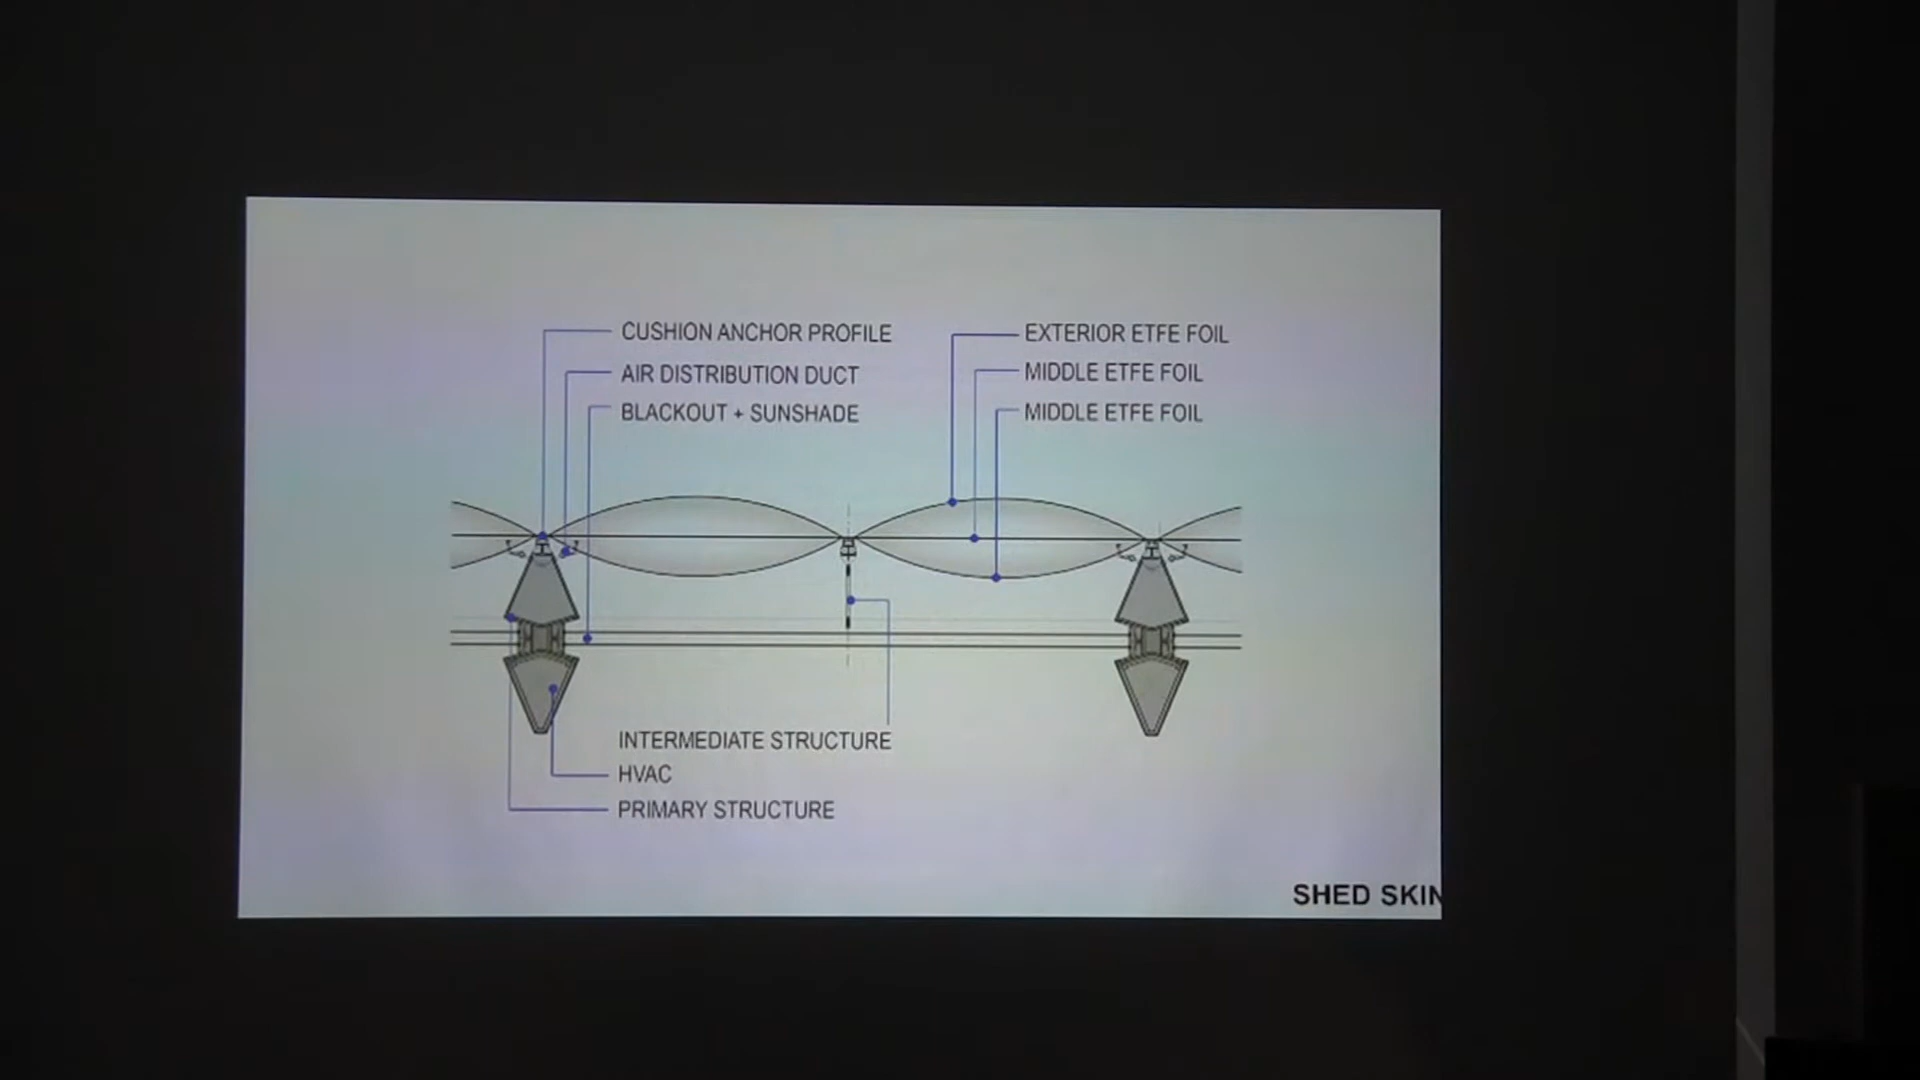 CUSHION ANCHOR PROFILE
AIR DISTRIBUTION DUCT
BLACKOUT + SUNSHADE
EXTERIOR ETFE FOIL
MIDDLE ETFE FOIL
MIDDLE ETFE FOIL
INTERMEDIATE STRUCTURE
HVAC
PRIMARY STRUCTURE
SHED SKIN